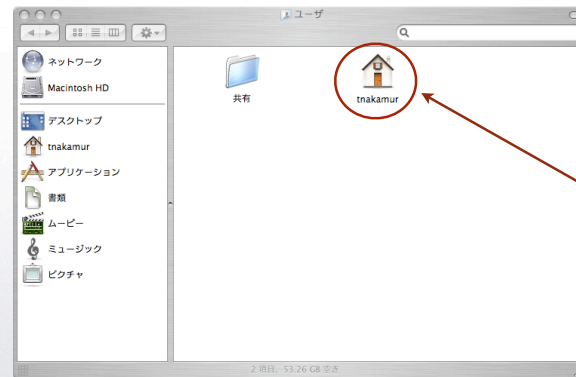 ユーザ
ネットワーク
Macintosh HD
デスクトップ
tnakamur
アプリケーション
書類
ムービー
ミュージック
ピクチャ
共有
tnakamur
2 項目、53.26 GB 空き